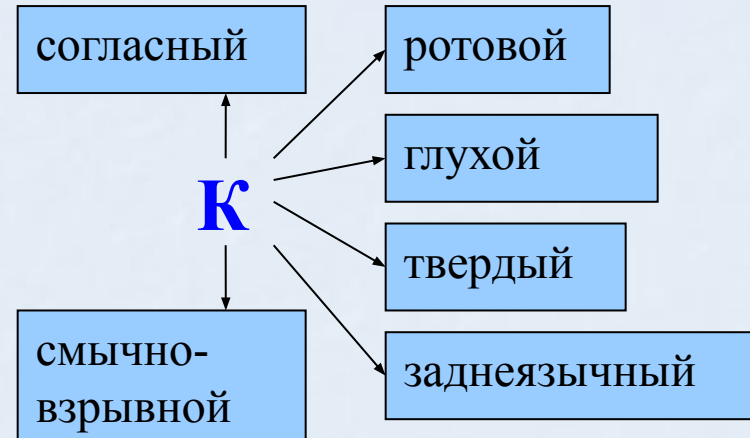 согласный
ротовой
глухой
К
твердый
смычно-
взрывной
заднеязычный